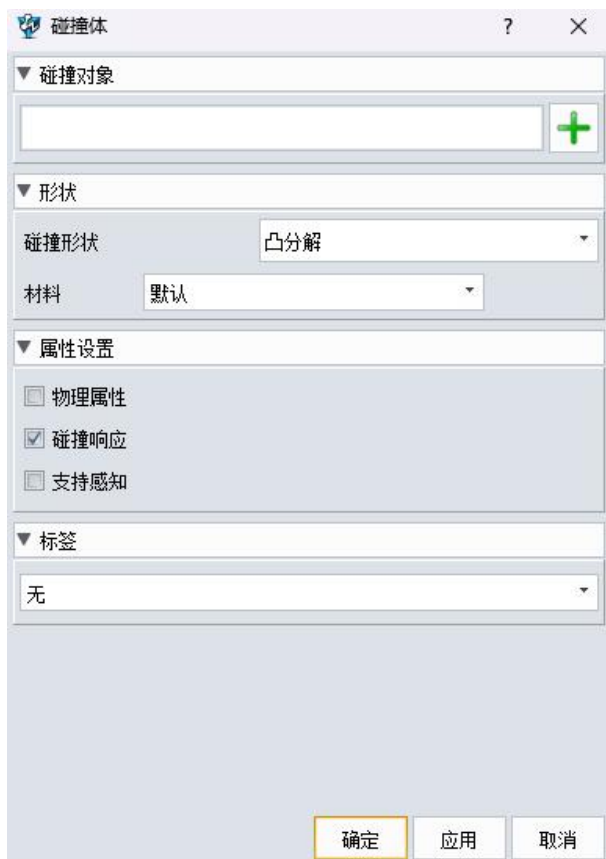 碰撞体
碰撞对象
形状
碰撞形状 凸分解
材料 默认
属性设置
物理属性
碰撞响应
支持感知
标签
无
确定 应用 取消